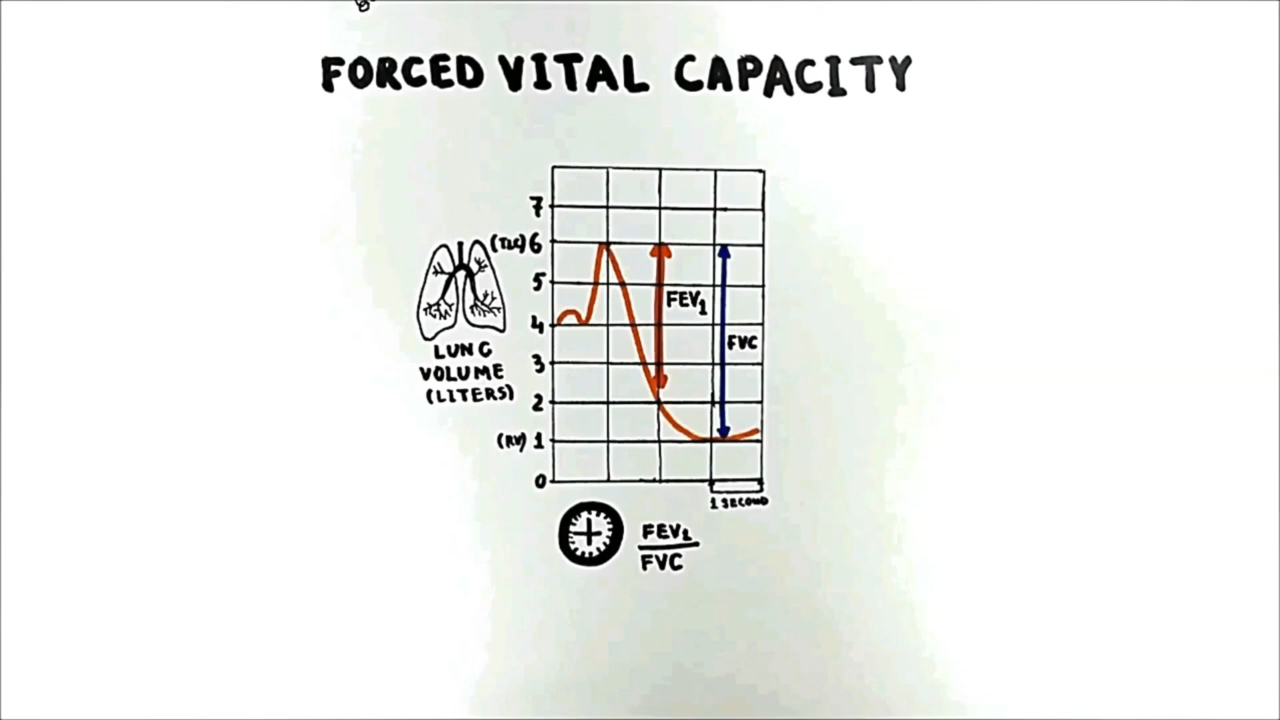 FORCED VITAL CAPACITY
7
(TLC) 6
5
4
3
2
(RV) 1
0
FEV1
FVC
LUNG
VOLUME
(LITERS)
1 SECOND
FEV1
FVC